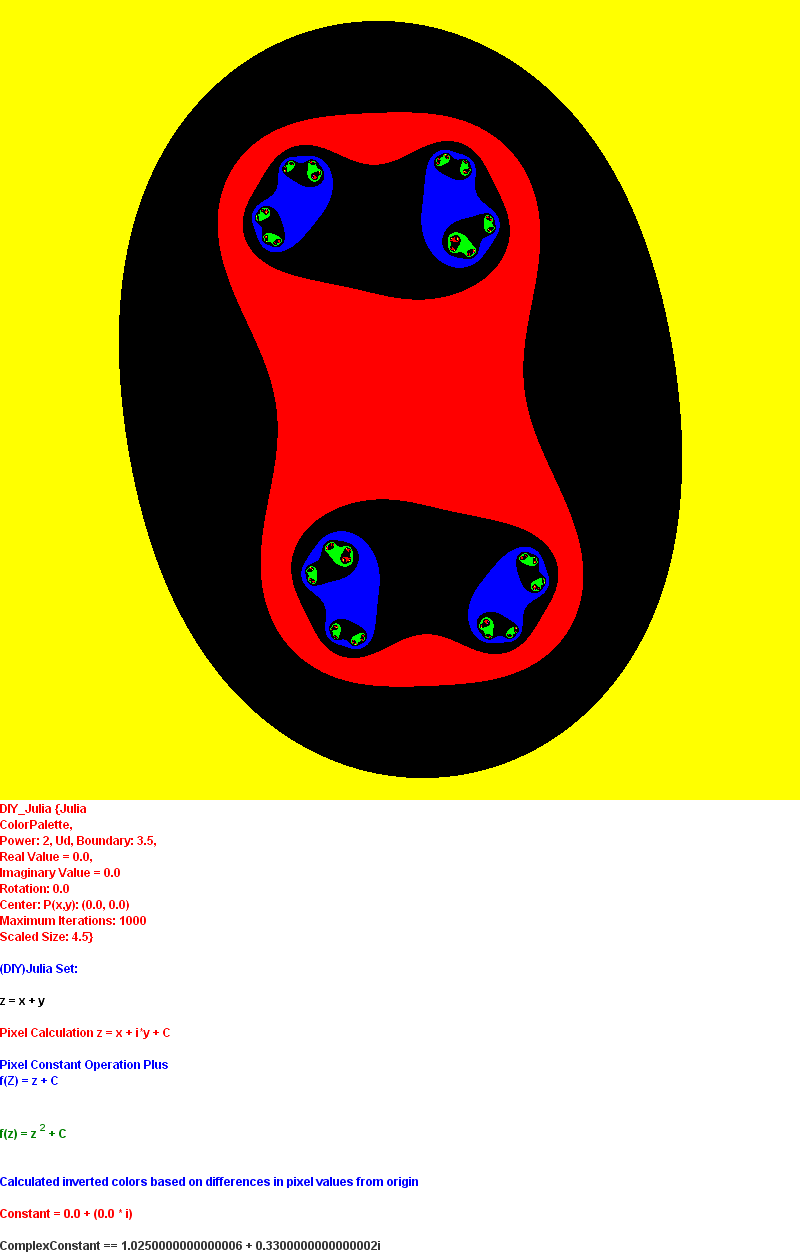 DIY_Julia {Julia
ColorPalette,
Power: 2, Ud, Boundary: 3.5,
Real Value = 0.0,
Imaginary Value = 0.0
Rotation: 0.0
Center: P(x,y): (0.0, 0.0)
Maximum Iterations: 1000
Scaled Size: 4.5}
(DIY)Julia Set:
z = x + y
Pixel Calculation z = x + i*y + C
Pixel Constant Operation Plus
f(Z) = z + C
f(z) = z 2 + C
Calculated inverted colors based on differences in pixel values from origin
Constant = 0.0 + (0.0 * i)
ComplexConstant == 1.0250000000000006 + 0.3300000000000002i